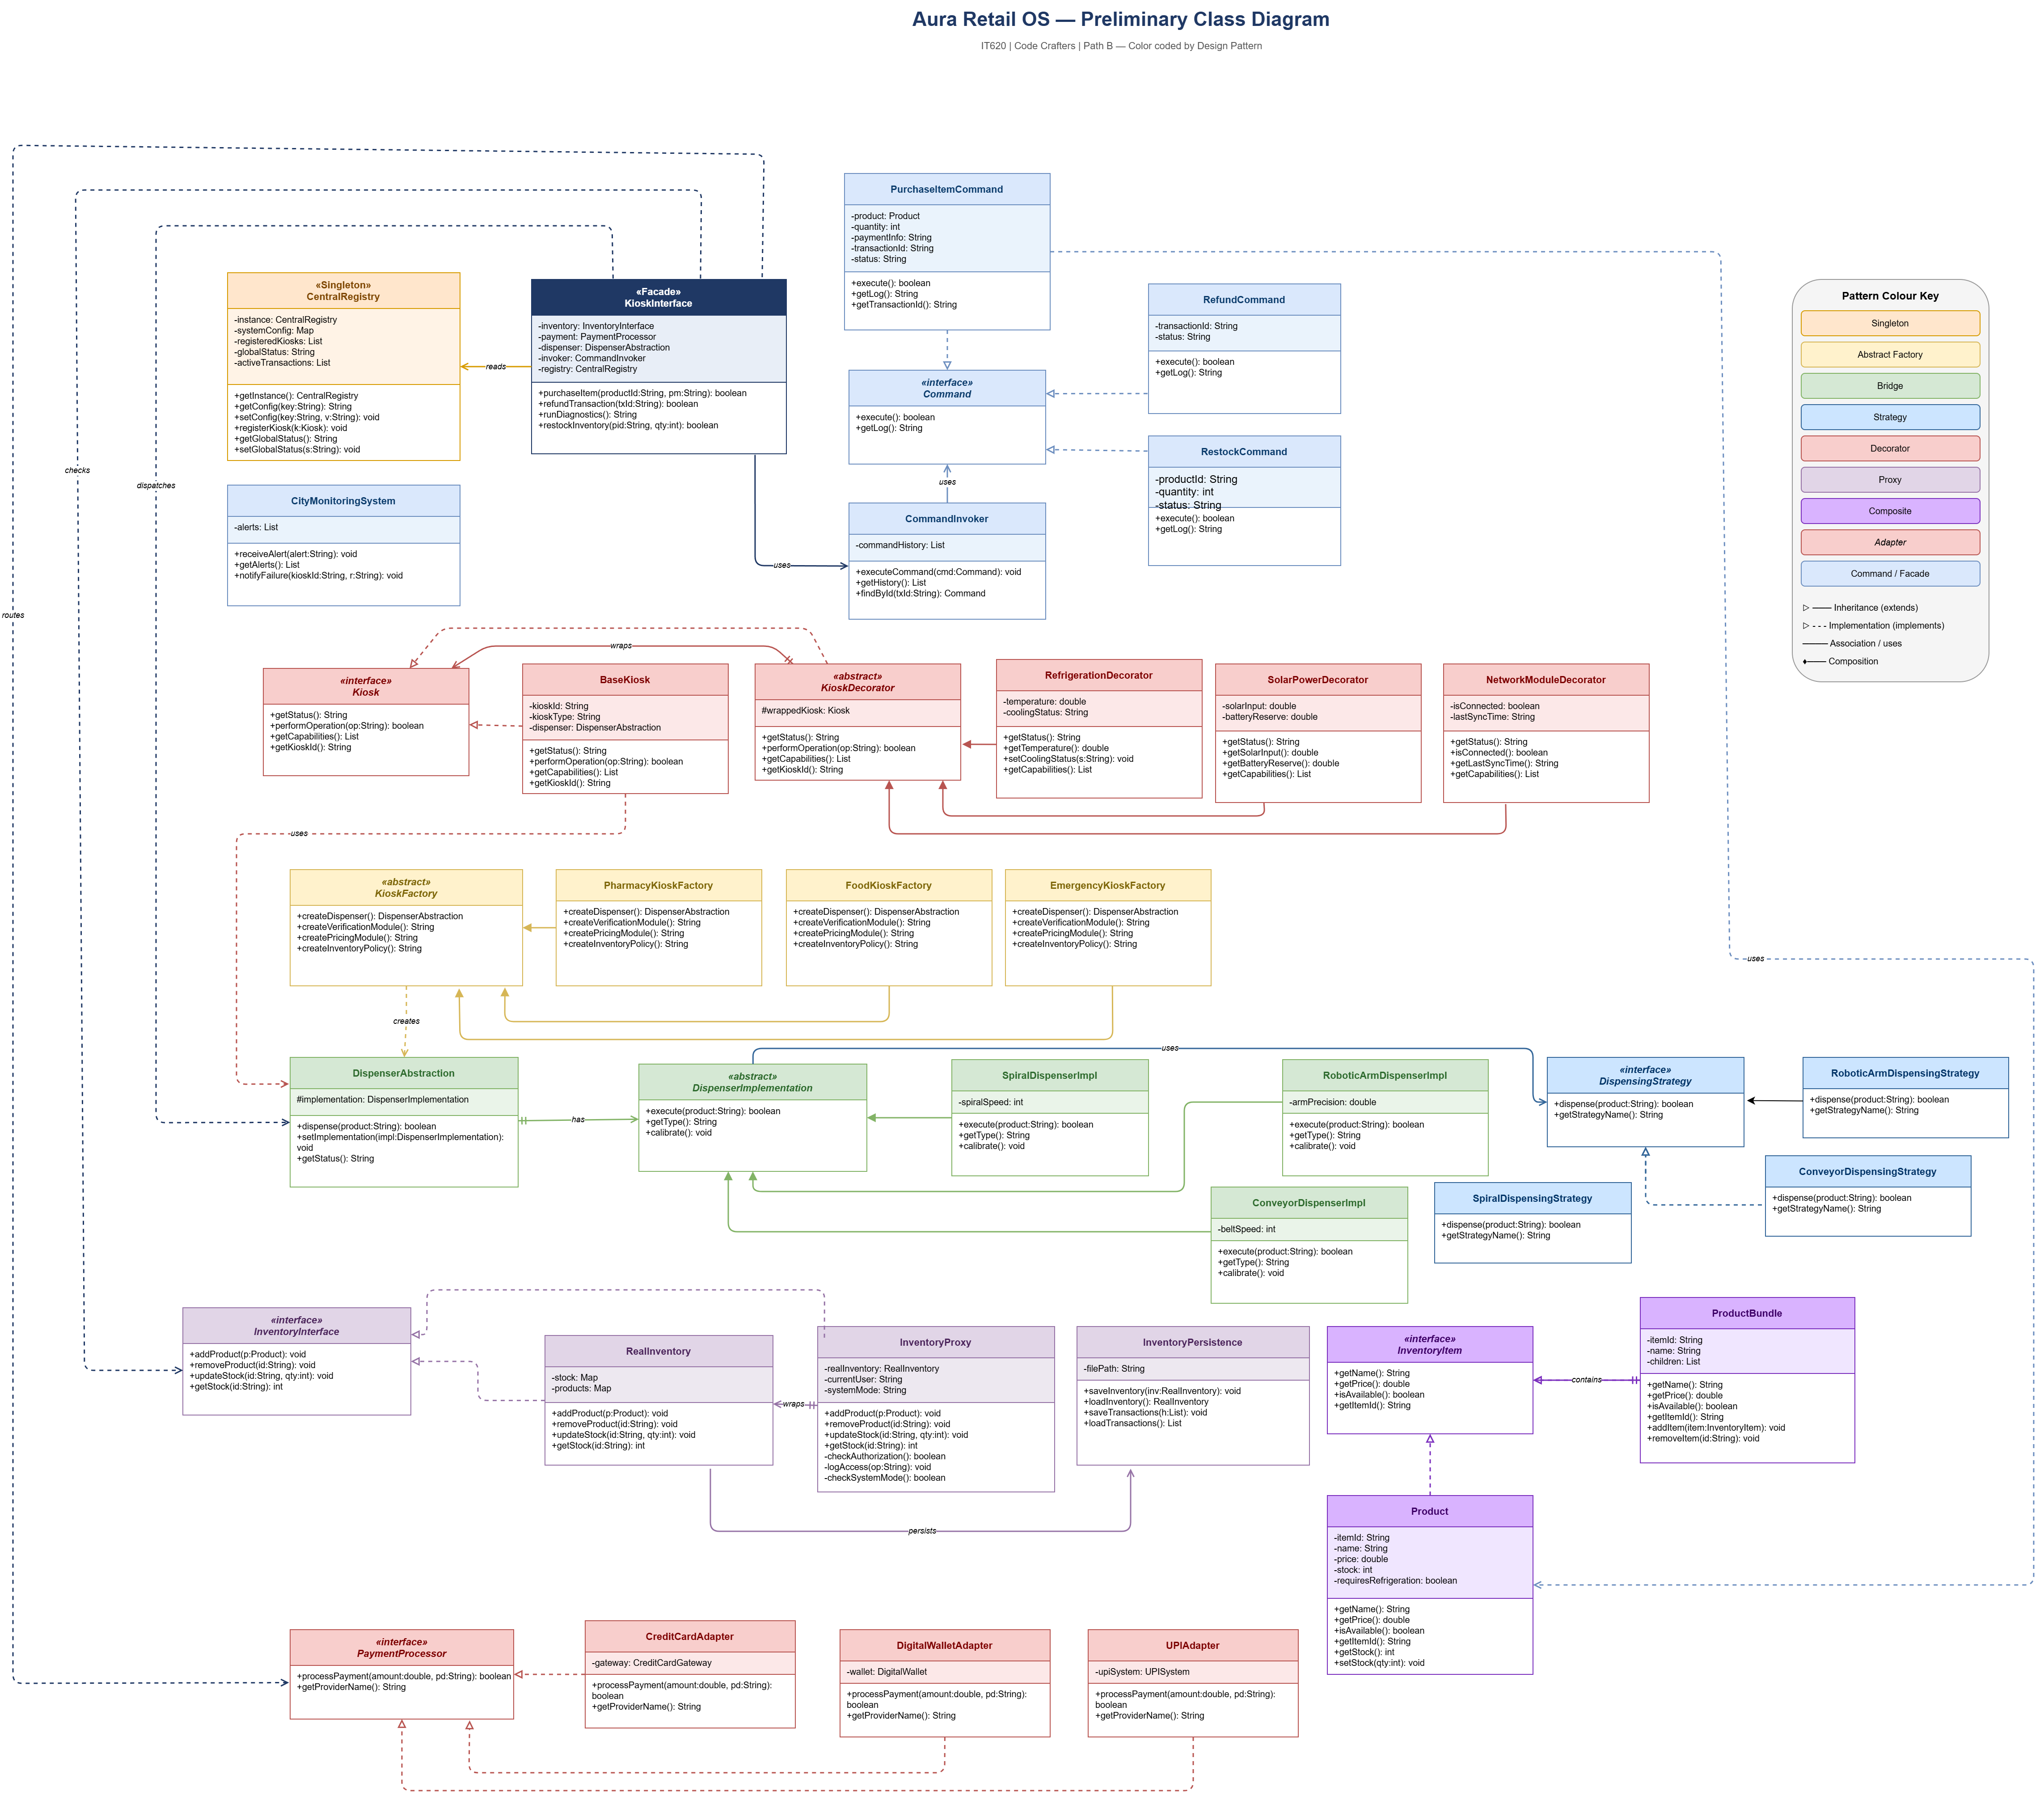 Aura Retail OS — Preliminary Class Diagram
IT620 | Code Crafters | Path B — Color coded by Design Pattern
«Singleton»
CentralRegistry
-instance: CentralRegistry
-systemConfig: Map
-registeredKiosks: List
-globalStatus: String
-activeTransactions: List
+getInstance(): CentralRegistry
+getConfig(key:String): String
+setConfig(key:String, v:String): void
+registerKiosk(k:Kiosk): void
+getGlobalStatus(): String
+setGlobalStatus(s:String): void
reads
«Facade»
KioskInterface
-inventory: InventoryInterface
-payment: PaymentProcessor
-dispenser: DispenserAbstraction
-invoker: CommandInvoker
-registry: CentralRegistry
+purchaseItem(productId:String, pm:String): boolean
+refundTransaction(txId:String): boolean
+runDiagnostics(): String
+restockInventory(pid:String, qty:int): boolean
PurchaseItemCommand
-product: Product
-quantity: int
-paymentInfo: String
-transactionId: String
-status: String
+execute(): boolean
+getLog(): String
+getTransactionId(): String
RefundCommand
-transactionId: String
-status: String
+execute(): boolean
+getLog(): String
«interface»
Command
+execute(): boolean
+getLog(): String
uses
RestockCommand
-productId: String
-quantity: int
-status: String
+execute(): boolean
+getLog(): String
CommandInvoker
-commandHistory: List
+executeCommand(cmd:Command): void
+getHistory(): List
+findById(txId:String): Command
uses
Pattern Colour Key
Singleton
Abstract Factory
Bridge
Strategy
Decorator
Proxy
Composite
Adapter
Command / Facade
Inheritance (extends)
Implementation (implements)
Association / uses
Composition
checks
dispatches
routes
CityMonitoringSystem
-alerts: List
+receiveAlert(alert:String): void
+getAlerts(): List
+notifyFailure(kioskId:String, r:String): void
wraps
«interface»
Kiosk
+getStatus(): String
+performOperation(op:String): boolean
+getCapabilities(): List
+getKioskId(): String
BaseKiosk
-kioskId: String
-kioskType: String
-dispenser: DispenserAbstraction
+getStatus(): String
+performOperation(op:String): boolean
+getCapabilities(): List
+getKioskId(): String
«abstract»
KioskDecorator
#wrappedKiosk: Kiosk
+getStatus(): String
+performOperation(op:String): boolean
+getCapabilities(): List
+getKioskId(): String
RefrigerationDecorator
-temperature: double
-coolingStatus: String
+getStatus(): String
+getTemperature(): double
+setCoolingStatus(s:String): void
+getCapabilities(): List
SolarPowerDecorator
-solarInput: double
-batteryReserve: double
+getStatus(): String
+getSolarInput(): double
+getBatteryReserve(): double
+getCapabilities(): List
NetworkModuleDecorator
-isConnected: boolean
-lastSyncTime: String
+getStatus(): String
+isConnected(): boolean
+getLastSyncTime(): String
+getCapabilities(): List
uses
«abstract»
KioskFactory
+createDispenser(): DispenserAbstraction
+createVerificationModule(): String
+createPricingModule(): String
+createInventoryPolicy(): String
PharmacyKioskFactory
+createDispenser(): DispenserAbstraction
+createVerificationModule(): String
+createPricingModule(): String
+createInventoryPolicy(): String
FoodKioskFactory
+createDispenser(): DispenserAbstraction
+createVerificationModule(): String
+createPricingModule(): String
+createInventoryPolicy(): String
EmergencyKioskFactory
+createDispenser(): DispenserAbstraction
+createVerificationModule(): String
+createPricingModule(): String
+createInventoryPolicy(): String
uses
creates
uses
DispenserAbstraction
#implementation: DispenserImplementation
+dispense(product:String): boolean
+setImplementation(impl:DispenserImplementation):
void
+getStatus(): String
has
«abstract»
DispenserImplementation
+execute(product:String): boolean
+getType(): String
+calibrate(): void
SpiralDispenserImpl
-spiralSpeed: int
+execute(product:String): boolean
+getType(): String
+calibrate(): void
RoboticArmDispenserImpl
-armPrecision: double
+execute(product:String): boolean
+getType(): String
+calibrate(): void
«interface»
DispensingStrategy
+dispense(product:String): boolean
+getStrategyName(): String
RoboticArmDispensingStrategy
+dispense(product:String): boolean
+getStrategyName(): String
ConveyorDispenserImpl
-beltSpeed: int
+execute(product:String): boolean
+getType(): String
+calibrate(): void
SpiralDispensingStrategy
+dispense(product:String): boolean
+getStrategyName(): String
ConveyorDispensingStrategy
+dispense(product:String): boolean
+getStrategyName(): String
«interface»
InventoryInterface
+addProduct(p:Product): void
+removeProduct(id:String): void
+updateStock(id:String, qty:int): void
+getStock(id:String): int
RealInventory
-stock: Map
-products: Map
+addProduct(p:Product): void
+removeProduct(id:String): void
+updateStock(id:String, qty:int): void
+getStock(id:String): int
wraps
InventoryProxy
-realInventory: RealInventory
-currentUser: String
-systemMode: String
+addProduct(p:Product): void
+removeProduct(id:String): void
+updateStock(id:String, qty:int): void
+getStock(id:String): int
-checkAuthorization(): boolean
-logAccess(op:String): void
-checkSystemMode(): boolean
InventoryPersistence
-filePath: String
+saveInventory(inv:RealInventory): void
+loadInventory(): RealInventory
+saveTransactions(h:List): void
+loadTransactions(): List
persists
«interface»
InventoryItem
+getName(): String
+getPrice(): double
+isAvailable(): boolean
+getItemId(): String
contains
ProductBundle
-itemId: String
-name: String
-children: List
+getName(): String
+getPrice(): double
+isAvailable(): boolean
+getItemId(): String
+addItem(item:InventoryItem): void
+removeItem(id:String): void
Product
-itemId: String
-name: String
-price: double
-stock: int
-requiresRefrigeration: boolean
+getName(): String
+getPrice(): double
+isAvailable(): boolean
+getItemId(): String
+getStock(): int
+setStock(qty:int): void
«interface»
PaymentProcessor
+processPayment(amount:double, pd:String): boolean
+getProviderName(): String
CreditCardAdapter
-gateway: CreditCardGateway
+processPayment(amount:double, pd:String):
boolean
+getProviderName(): String
DigitalWalletAdapter
-wallet: DigitalWallet
+processPayment(amount:double, pd:String):
boolean
+getProviderName(): String
UPIAdapter
-upiSystem: UPISystem
+processPayment(amount:double, pd:String):
boolean
+getProviderName(): String